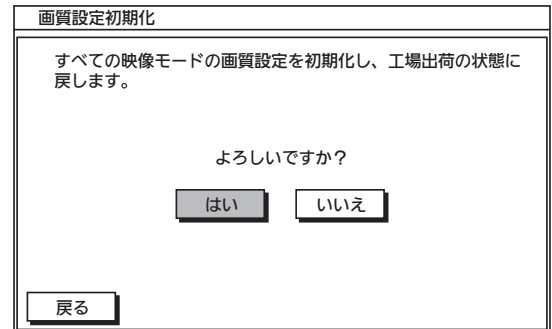 画質設定初期化
すべての映像モードの画質設定を初期化し、工場出荷の状態に
戻します。
よろしいですか？
はい いいえ
戻る